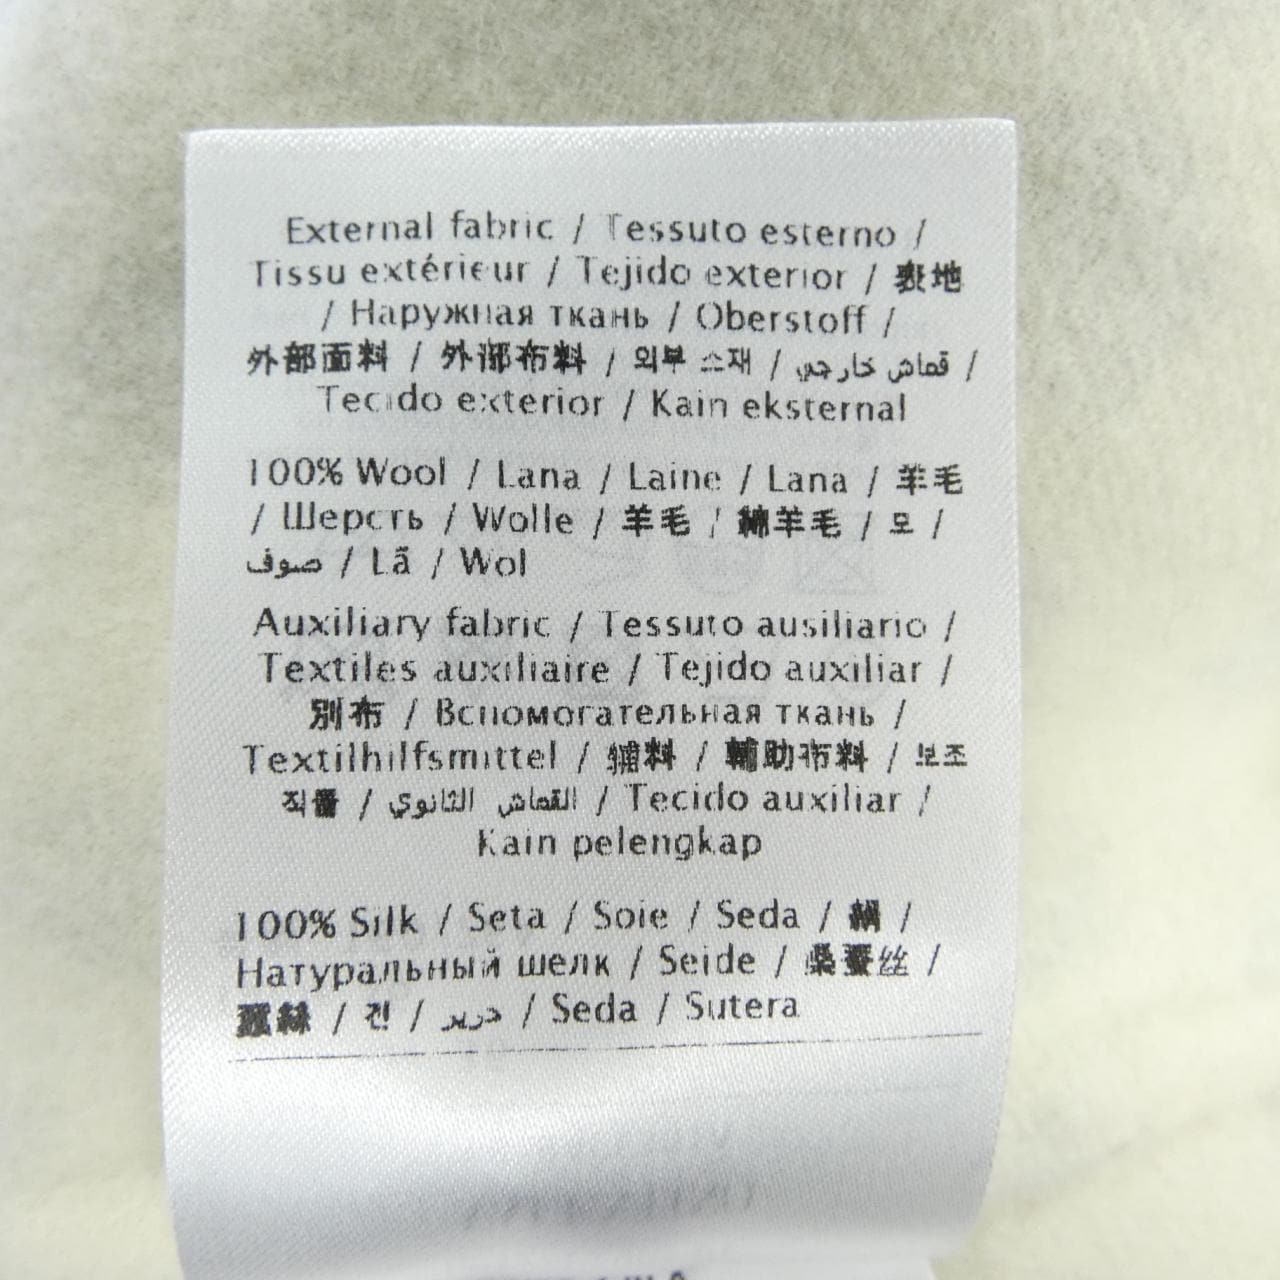 External fabric / Tessuto esterno /
Tissu extérieur / Tejido exterior / 表地
/ Наружная ткань / Oberstoff /
外部面料 / 外部布料 / 외부 소재 / قماش خارجي /
Tecido exterior / Kain eksternal
100% Wool / Lana / Laine / Lana / 羊毛
/ Шерсть / Wolle / 羊毛 / 綿羊毛 / 모 /
صوف / Lã / Wol
Auxiliary fabric / Tessuto ausiliario /
Textiles auxiliaire / Tejido auxiliar /
別布 / Вспомогательная ткань /
Textilhilfsmittel / 辅料 / 輔助布料 / 보조
직물 / القماش الثانوي / Tecido auxiliar /
Kain pelengkap
100% Silk / Seta / Soie / Seda / 絹 /
Натуральный шелк / Seide / 桑蚕丝 /
蠶絲 / 견 / حرير / Seda / Sutera